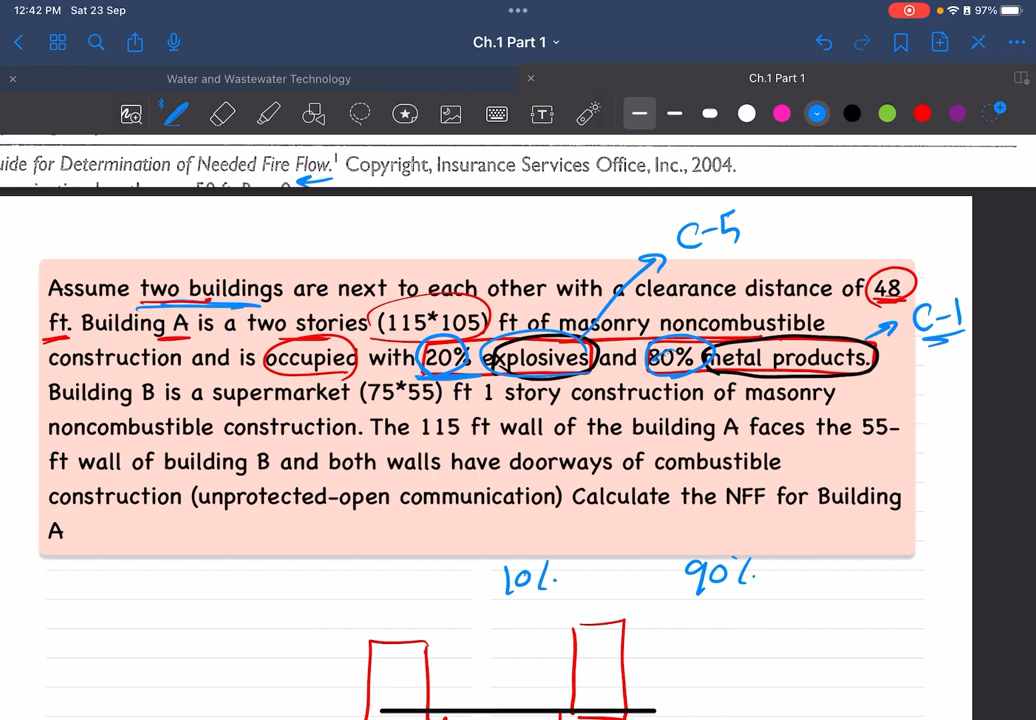 12:42 PM Sat 23 Sep
97%
Ch.1 Part 1
Water and Wastewater Technology
Ch.1 Part 1
uide for Determination of Needed Fire Flow.¹ Copyright, Insurance Services Office, Inc., 2004.
C-5
Assume two buildings are next to each other with a clearance distance of 48
ft. Building A is a two stories (115*105) ft of masonry noncombustible
C-1
construction and is occupied with 20% explosives and 80% metal products.
Building B is a supermarket (75*55) ft 1 story construction of masonry
noncombustible construction. The 115 ft wall of the building A faces the 55-
ft wall of building B and both walls have doorways of combustible
construction (unprotected-open communication) Calculate the NFF for Building
A
10%. 90%.